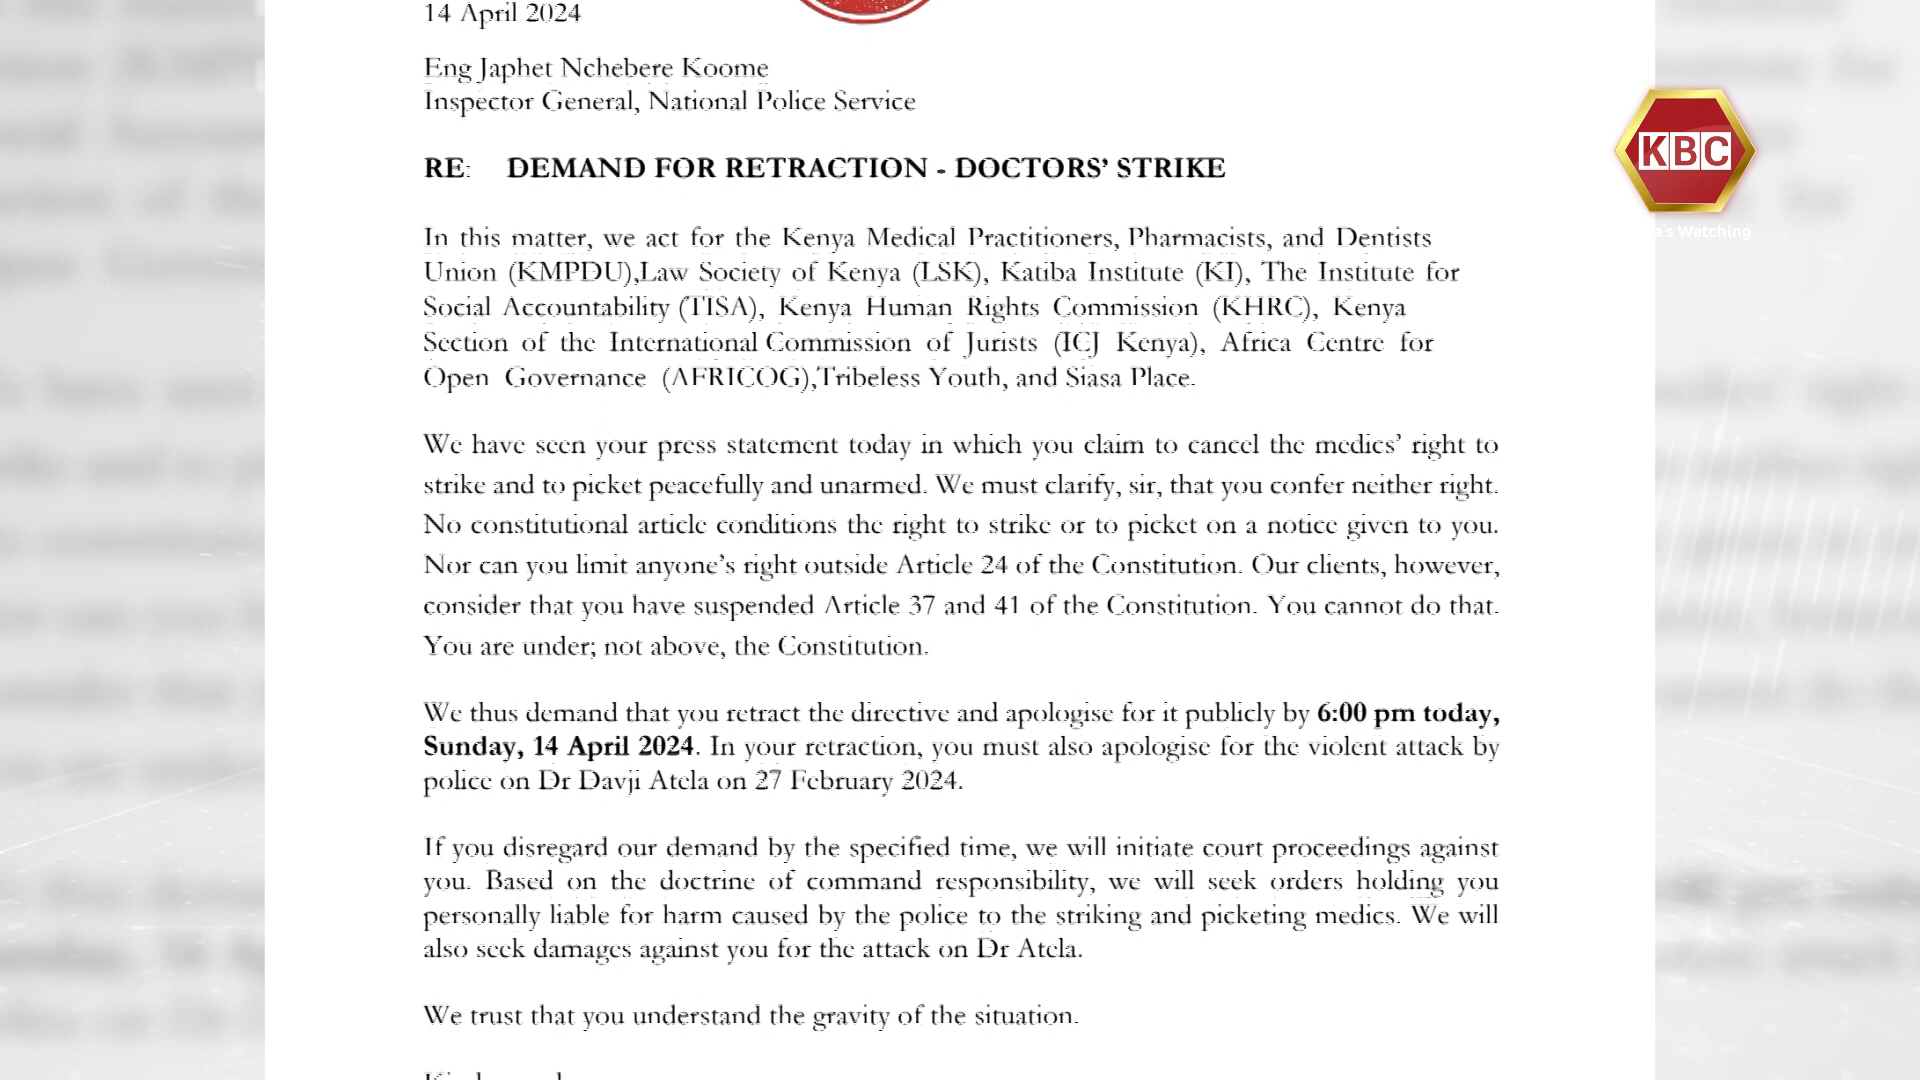 14 April 2024
Eng Japhet Nchebere Koome
Inspector General, National Police Service
RE: DEMAND FOR RETRACTION - DOCTORS' STRIKE
In this matter, we act for the Kenya Medical Practitioners, Pharmacists, and Dentists
Union (KMPDU),Law Society of Kenya (LSK), Katiba Institute (KI), The Institute for
Social Accountability (TISA), Kenya Human Rights Commission (KHRC), Kenya
Section of the International Commission of Jurists (ICJ Kenya), Africa Centre for
Open Governance (AFRICOG),Tribeless Youth, and Siasa Place.
We have seen your press statement today in which you claim to cancel the medics' right to
strike and to picket peacefully and unarmed. We must clarify, sir, that you confer neither right.
No constitutional article conditions the right to strike or to picket on a notice given to you.
Nor can you limit anyone's right outside Article 24 of the Constitution. Our clients, however,
consider that you have suspended Article 37 and 41 of the Constitution. You cannot do that.
You are under; not above, the Constitution.
We thus demand that you retract the directive and apologise for it publicly by 6:00 pm today,
Sunday, 14 April 2024. In your retraction, you must also apologise for the violent attack by
police on Dr Davji Atela on 27 February 2024.
If you disregard our demand by the specified time, we will initiate court proceedings against
you. Based on the doctrine of command responsibility, we will seek orders holding you
personally liable for harm caused by the police to the striking and picketing medics. We will
also seek damages against you for the attack on Dr Atela.
We trust that you understand the gravity of the situation.
KBC
's Watching